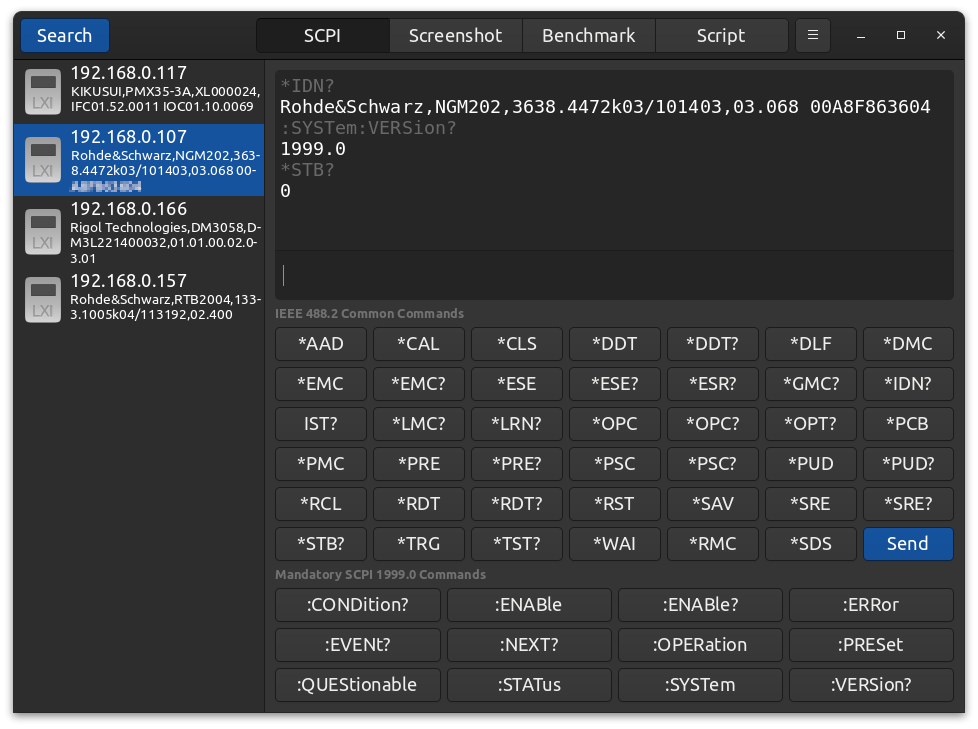 Search
SCPI
Screenshot
Benchmark
Script
192.168.0.117
KIKUSUI,PMX35-3A,XL000024,
IFC01.52.0011 IOC01.10.0069
LXI
192.168.0.107
Rohde&Schwarz,NGM202,363-
8.4472k03/101403,03.068 00-
LXI
192.168.0.166
Rigol Technologies,DM3058,D-
M3L221400032,01.01.00.02.0-
3.01
LXI
192.168.0.157
Rohde&Schwarz,RTB2004,133-
3.1005k04/113192,02.400
LXI
*IDN?
Rohde&Schwarz,NGM202,3638.4472k03/101403,03.068 00A8F863604
:SYSTem:VERSion?
1999.0
*STB?
0
IEEE 488.2 Common Commands
*AAD *CAL *CLS *DDT *DDT? *DLF *DMC
*EMC *EMC? *ESE *ESE? *ESR? *GMC? *IDN?
IST? *LMC? *LRN? *OPC *OPC? *OPT? *PCB
*PMC *PRE *PRE? *PSC *PSC? *PUD *PUD?
*RCL *RDT *RDT? *RST *SAV *SRE *SRE?
*STB? *TRG *TST? *WAI *RMC *SDS Send
Mandatory SCPI 1999.0 Commands
:CONDition? :ENABle :ENABle? :ERRor
:EVENt? :NEXT? :OPERation :PRESet
:QUEStionable :STATus :SYSTem :VERSion?